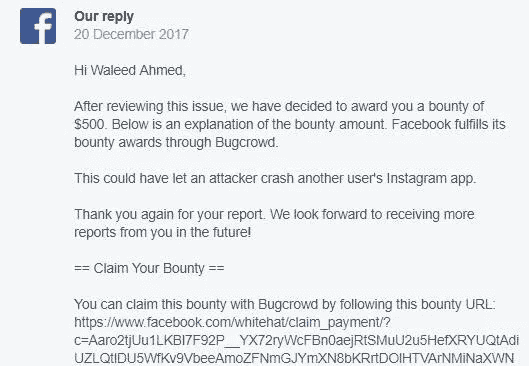 Our reply
20 December 2017
Hi Waleed Ahmed,
After reviewing this issue, we have decided to award you a bounty of
$500. Below is an explanation of the bounty amount. Facebook fulfills its
bounty awards through Bugcrowd.
This could have let an attacker crash another user's Instagram app.
Thank you again for your report. We look forward to receiving more
reports from you in the future!
== Claim Your Bounty ==
You can claim this bounty with Bugcrowd by following this bounty URL:
https://www.facebook.com/whitehat/claim_payment/?
c=Aaro2tjUu1LKBI7F92P__YX72ryWcFBn0aejRtSMuU2u5HefXRYUQtAdi
UZLQtIDU5WfKv9VbeeAmoZFNmGJYmXN8bKRrtDOIHTVArNMiNaXWN